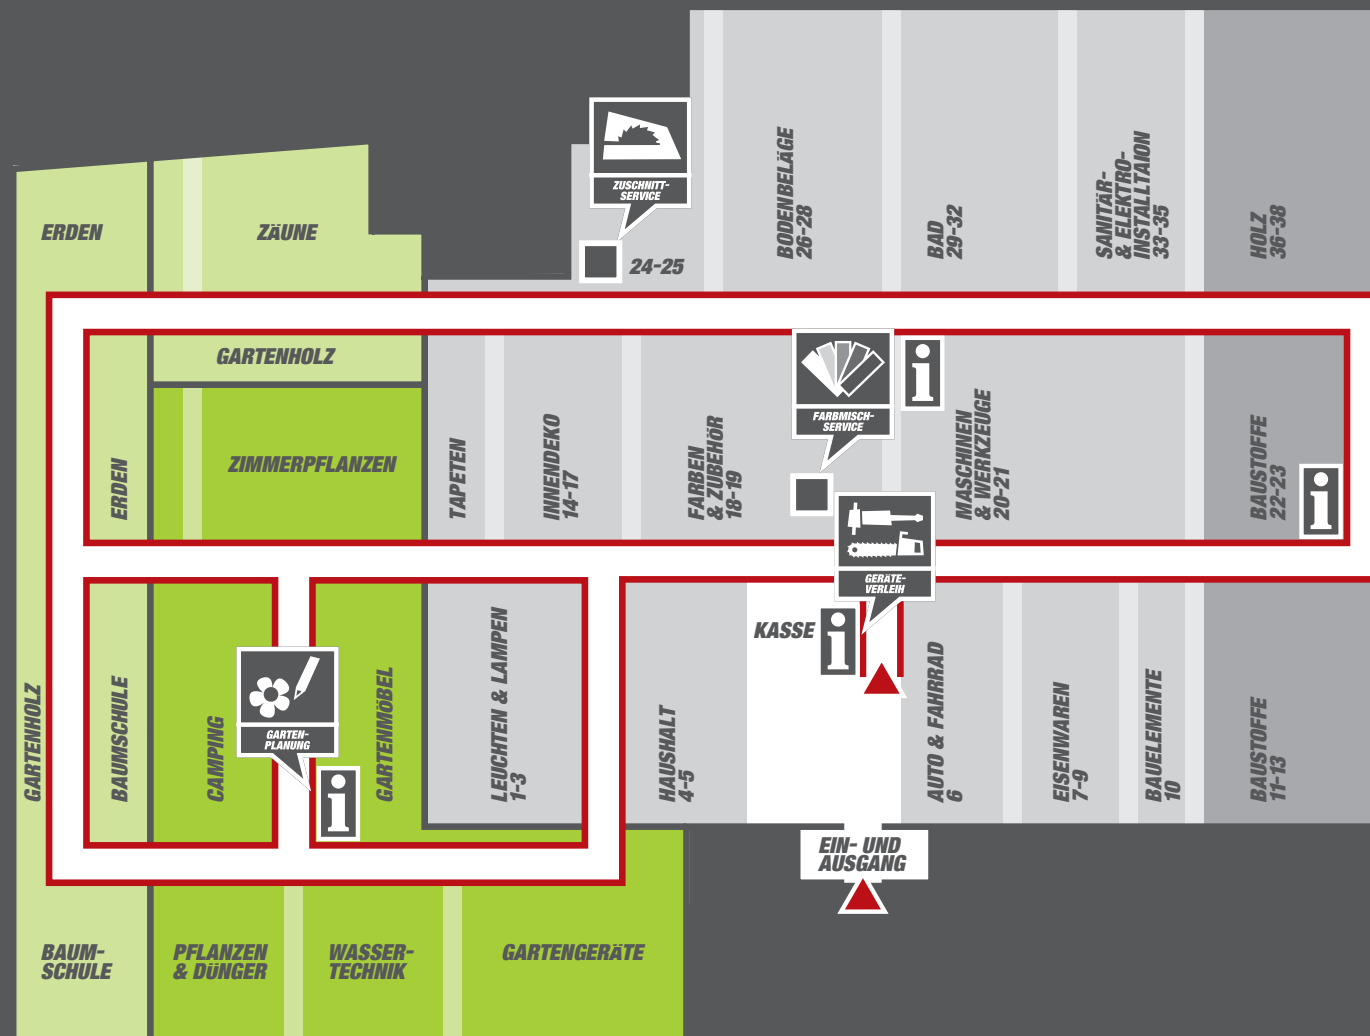 ZUSCHNITT-
SERVICE
24-25
BODENBELÄGE
26-28
BAD
29-32
SANITÄR-
& ELEKTRO-
INSTALLTAION
33-35
HOLZ
36-38
ERDEN
ZÄUNE
GARTENHOLZ
ERDEN
ZIMMERPFLANZEN
TAPETEN
INNENDEKO
14-17
FARBEN
& ZUBEHÖR
18-19
FARBMISCH-
SERVICE
i
MASCHINEN
& WERKZEUGE
20-21
BAUSTOFFE
22-23
i
GERÄTE-
VERLEIH
KASSE
i
GARTENHOLZ
BAUMSCHULE
CAMPING
GARTEN-
PLANUNG
i
GARTENMÖBEL
LEUCHTEN & LAMPEN
1-3
HAUSHALT
4-5
AUTO & FAHRRAD
6
EISENWAREN
7-9
BAUELEMENTE
10
BAUSTOFFE
11-13
EIN- UND
AUSGANG
BAUM-
SCHULE
PFLANZEN
& DÜNGER
WASSER-
TECHNIK
GARTENGERÄTE